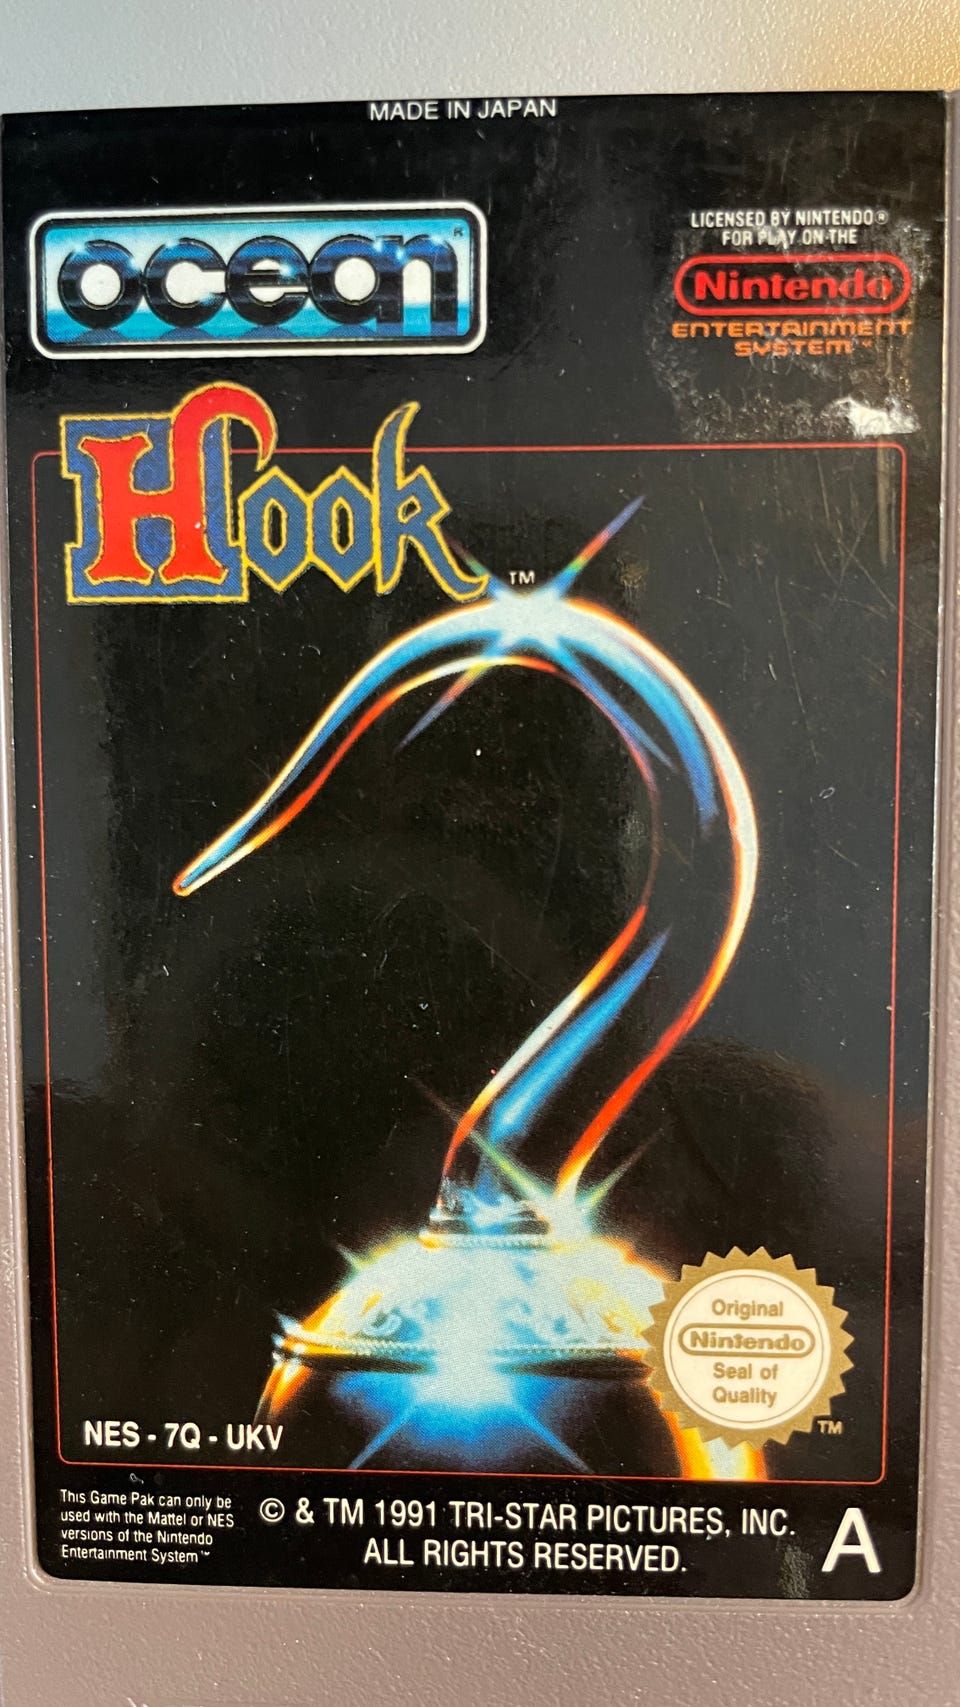 MADE IN JAPAN
ocean®
LICENSED BY NINTENDO®
FOR PLAY ON THE
Nintendo
ENTERTAINMENT
SYSTEM™
Hook
TM
Original
Nintendo
Seal of
Quality
TM
NES - 7Q - UKV
This Game Pak can only be
used with the Mattel or NES
versions of the Nintendo
Entertainment System™
© & TM 1991 TRI-STAR PICTURES, INC.
ALL RIGHTS RESERVED.
A